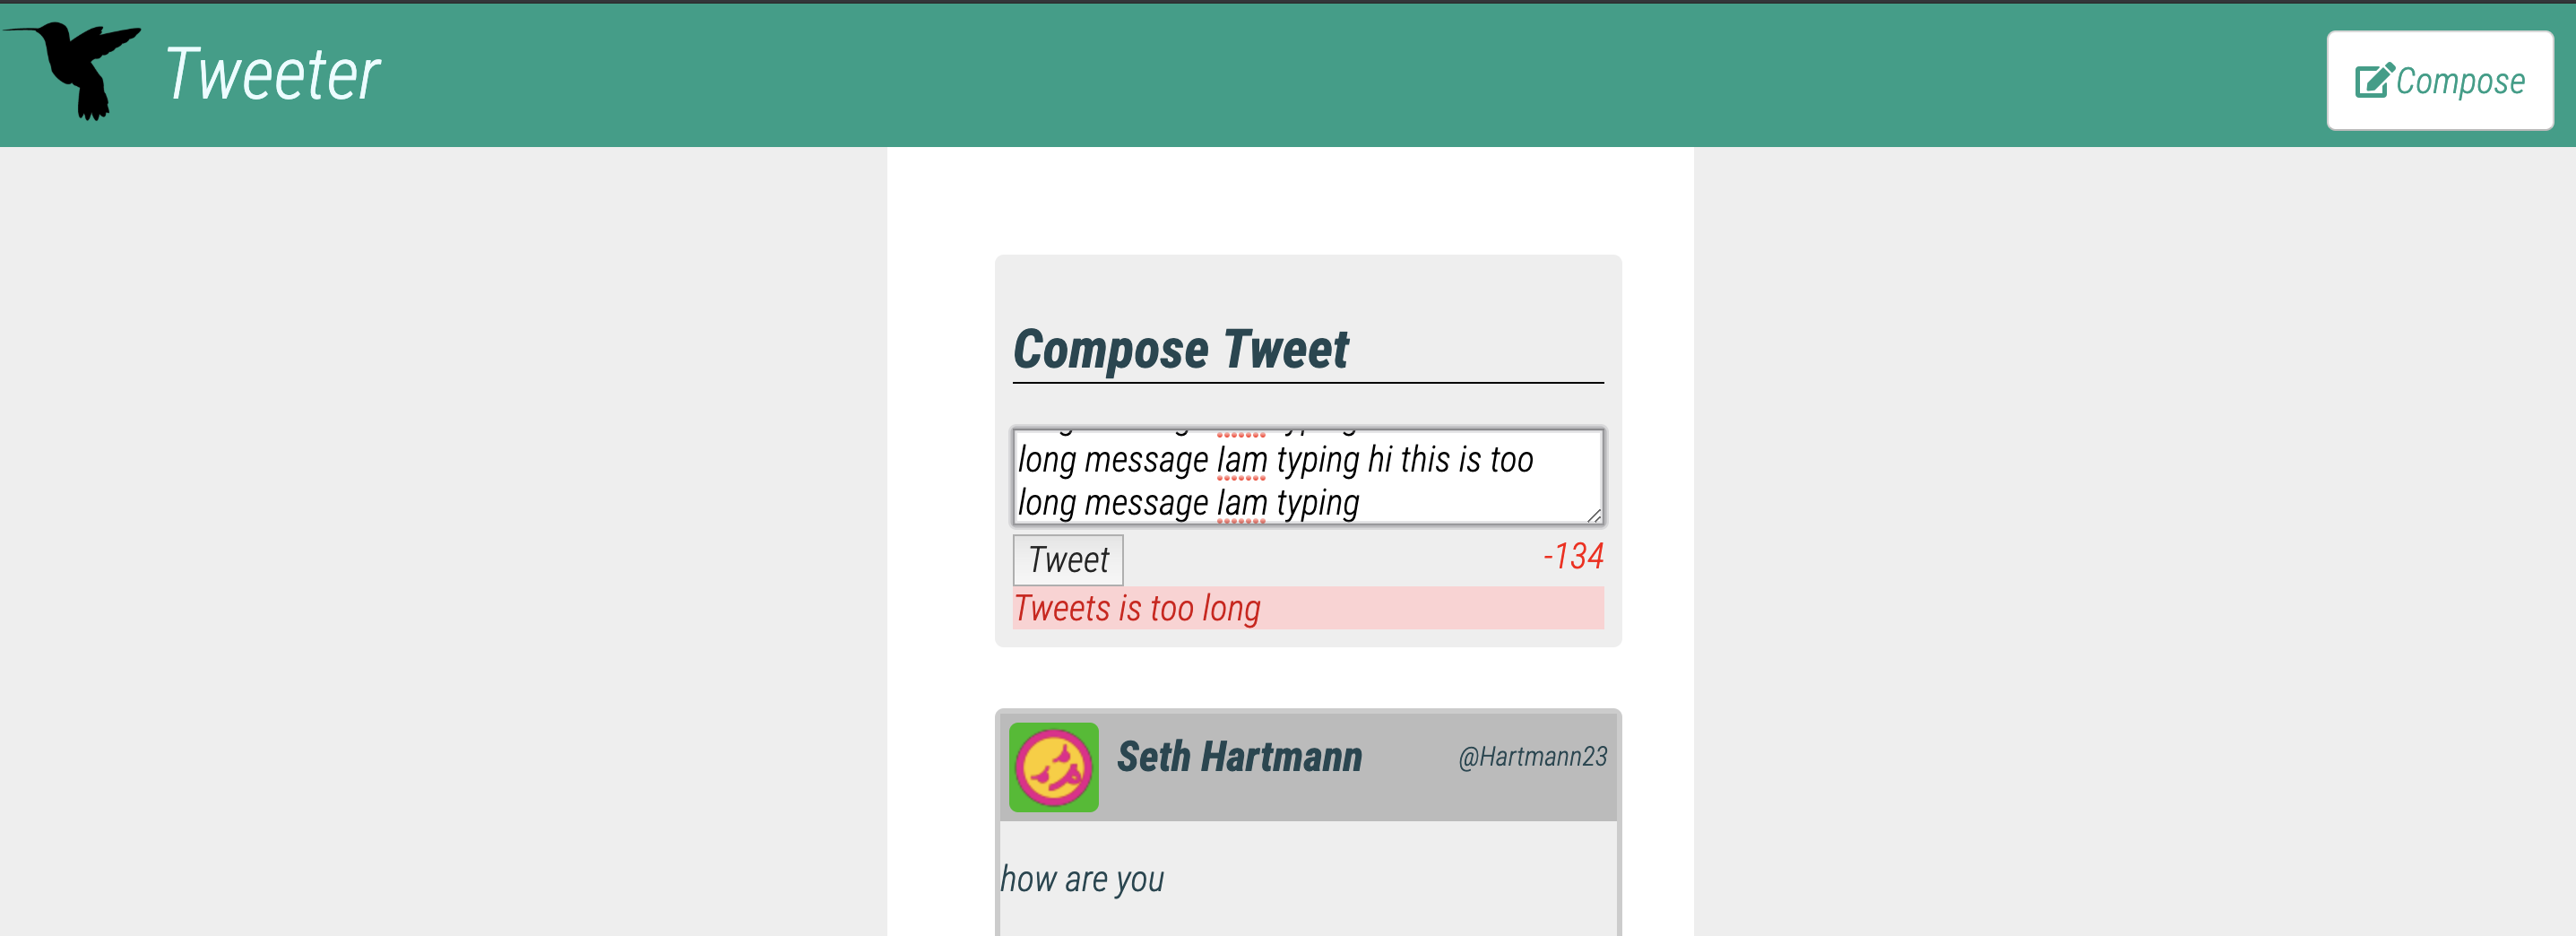 Tweeter
Compose
Compose Tweet
long message Iam typing hi this is too
long message Iam typing
Tweet
-134
Tweets is too long
Seth Hartmann
@Hartmann23
how are you